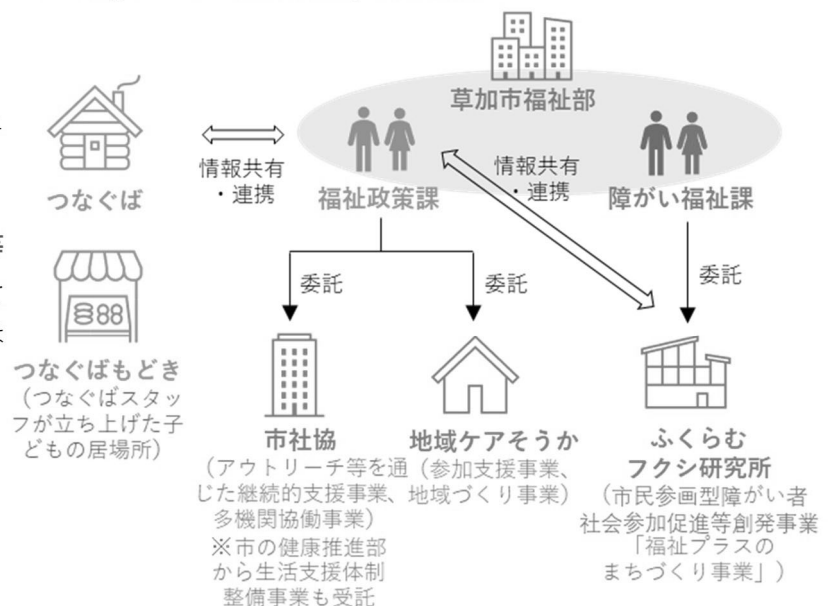 草加市福祉部
つなぐば
情報共有
・連携
福祉政策課
情報共有
・連携
障がい福祉課
委託
委託
委託
つなぐばもどき
(つなぐばスタッ
フが立ち上げた子
どもの居場所)
市社協
(アウトリーチ等を通
じた継続的支援事業、
多機関協働事業)
※市の健康推進部
から生活支援体制
整備事業も受託
地域ケアそうか
(参加支援事業、
地域づくり事業)
ふくらむ
フクシ研究所
(市民参画型障がい者
社会参加促進等創発事業
「福祉プラスの
まちづくり事業」)